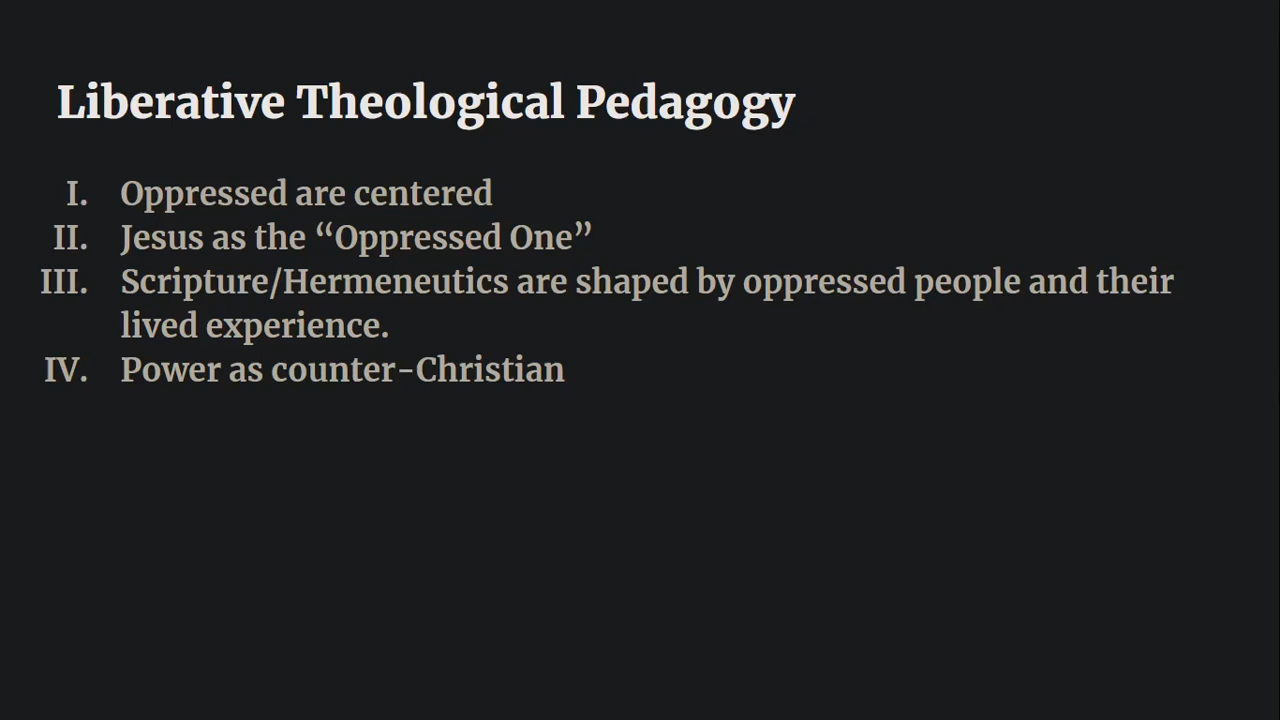 Liberative Theological Pedagogy
I. Oppressed are centered
II. Jesus as the “Oppressed One”
III. Scripture/Hermeneutics are shaped by oppressed people and their
lived experience.
IV. Power as counter-Christian